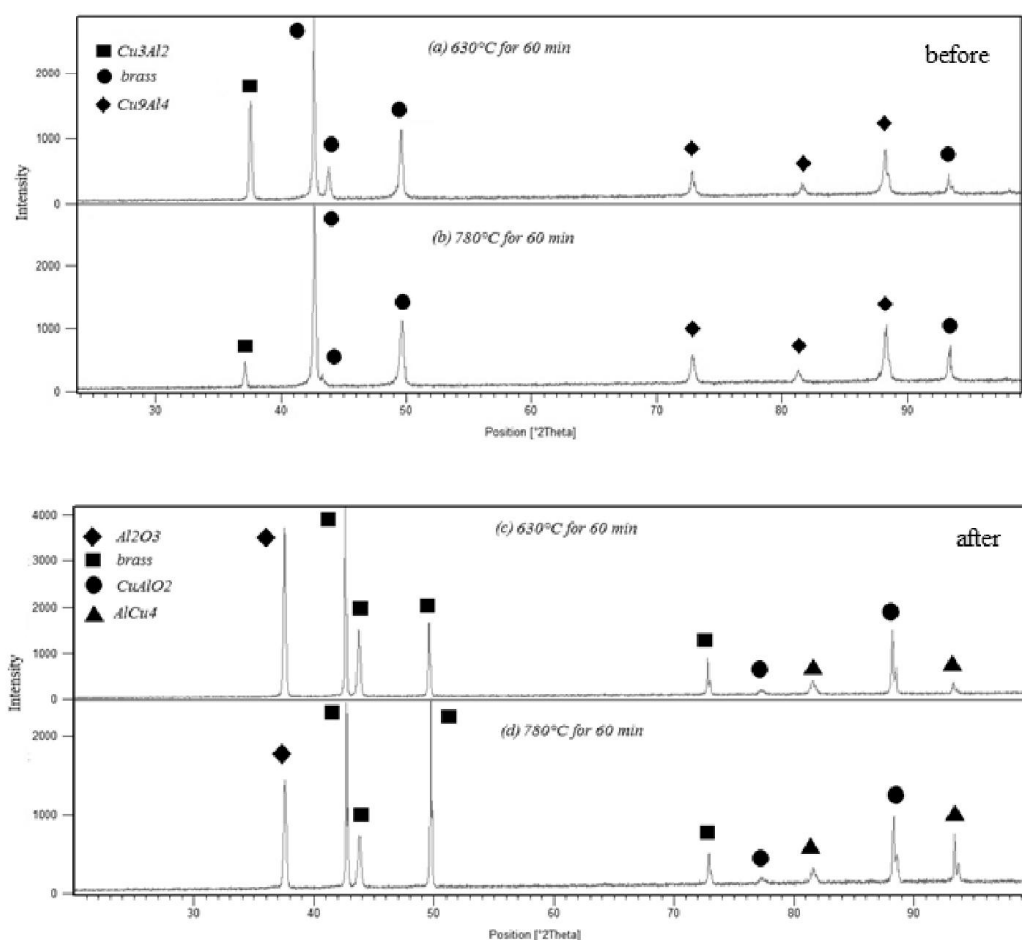 Cu3Al2
brass
Cu9Al4
(a) 630°C for 60 min
before
2000
1000
0
Intensity
(b) 780°C for 60 min
2000
1000
0
30 40 50 60 70 80 90
Position [°2Theta]
Al2O3
brass
CuAlO2
AlCu4
(c) 630°C for 60 min
after
4000
3000
2000
1000
0
Intensity
(d) 780°C for 60 min
2000
1000
0
30 40 50 60 70 80 90
Position [°2Theta]